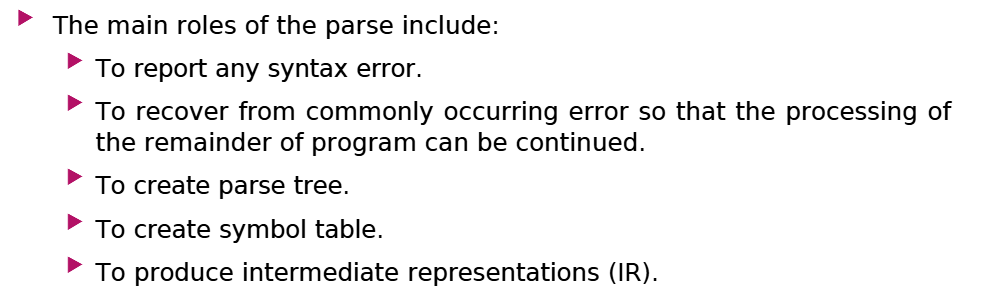 The main roles of the parse include:
To report any syntax error.
To recover from commonly occurring error so that the processing of
the remainder of program can be continued.
To create parse tree.
To create symbol table.
To produce intermediate representations (IR).